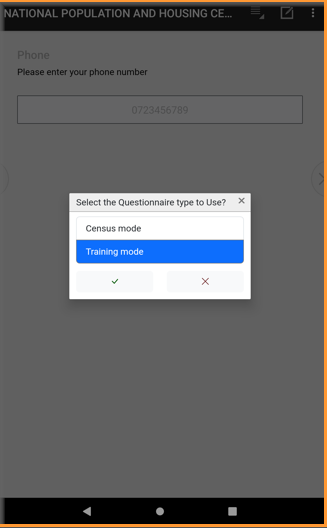 NATIONAL POPULATION AND HOUSING CE...
Phone
Please enter your phone number
0723456789
Select the Questionnaire type to Use?
Census mode
Training mode